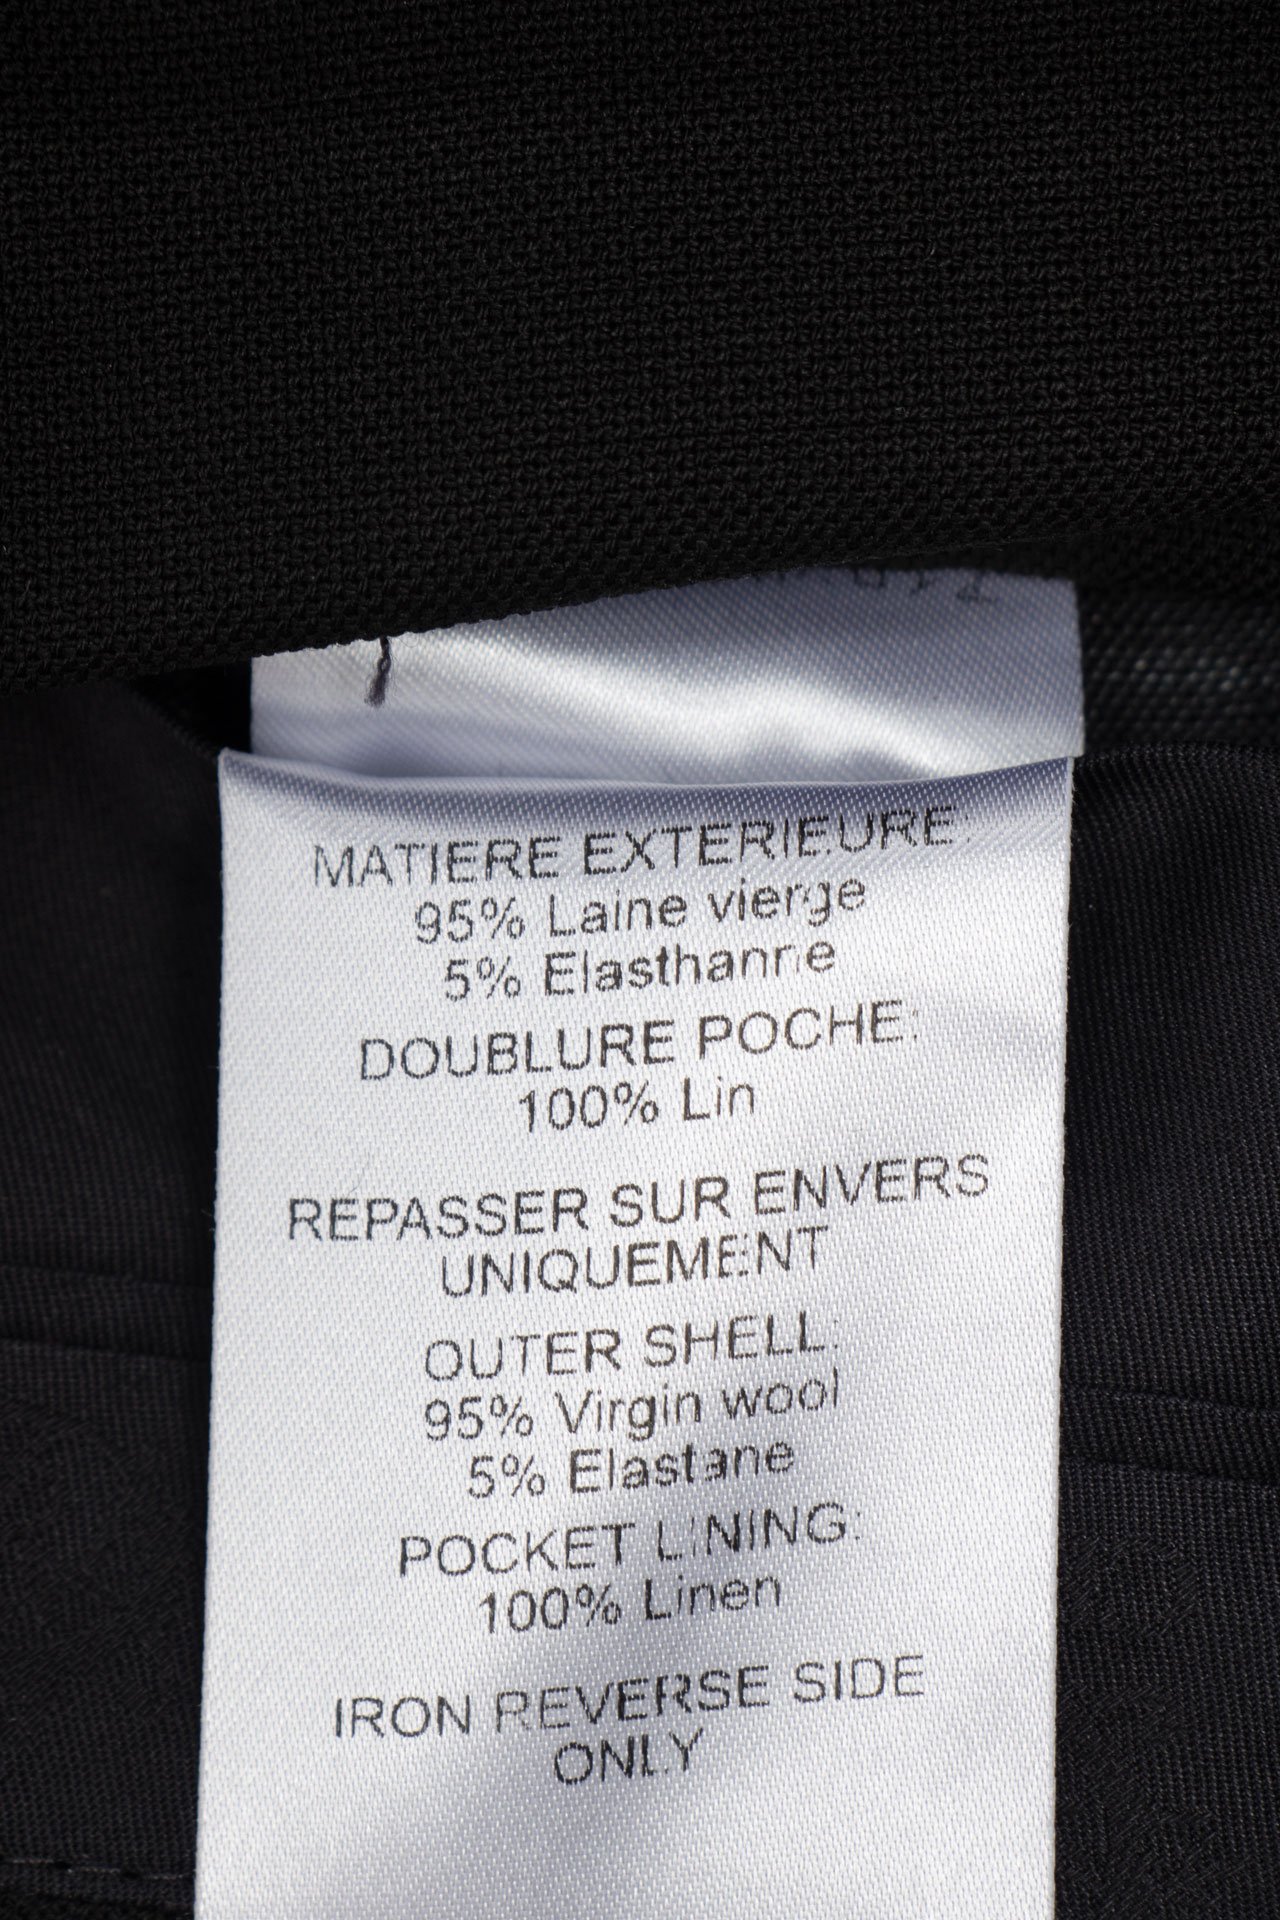 MATIERE EXTERIEURE:
95% Laine vierge
5% Elasthanne
DOUBLURE POCHE:
100% Lin
REPASSER SUR ENVERS
UNIQUEMENT
OUTER SHELL:
95% Virgin wool
5% Elastane
POCKET LINING:
100% Linen
IRON REVERSE SIDE
ONLY